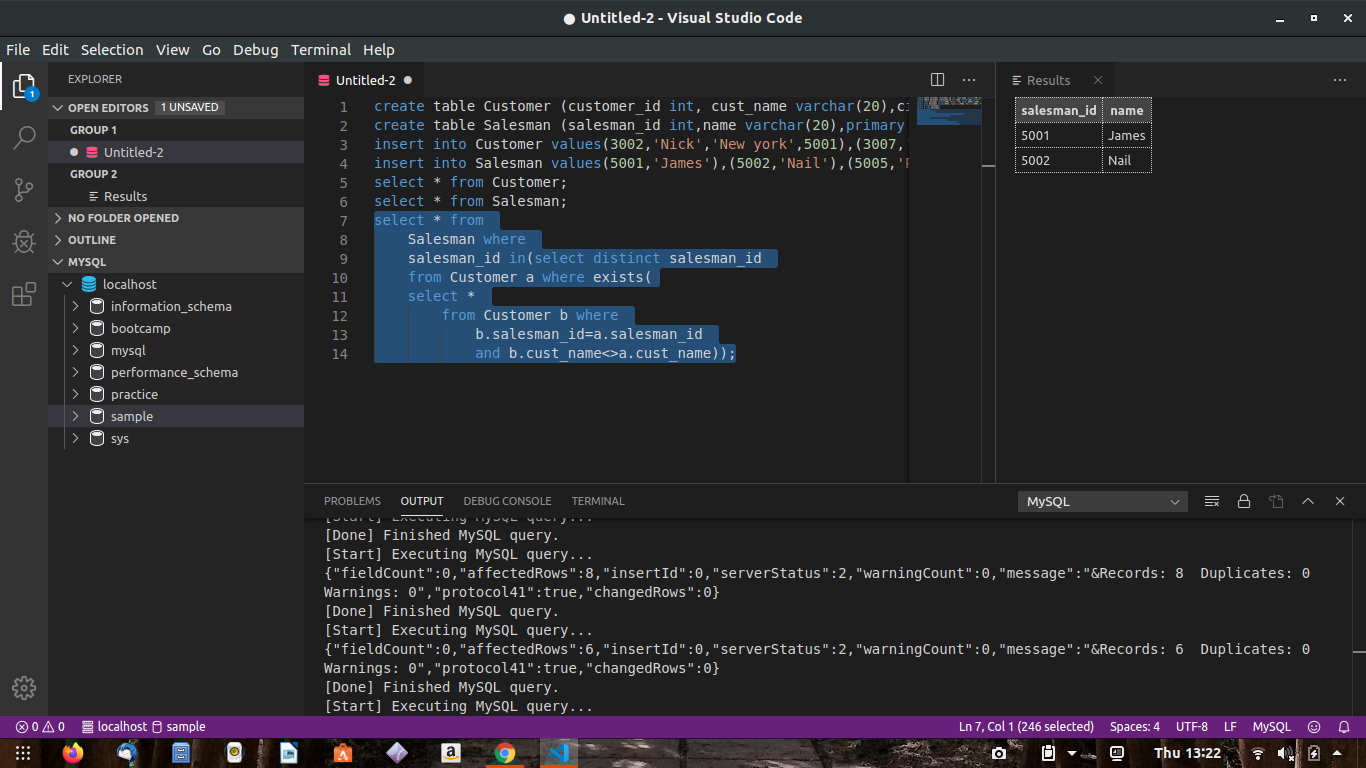 Untitled-2 - Visual Studio Code
File Edit Selection View Go Debug Terminal Help
EXPLORER
OPEN EDITORS 1 UNSAVED
GROUP 1
Untitled-2
GROUP 2
Results
NO FOLDER OPENED
OUTLINE
MYSQL
localhost
information_schema
bootcamp
mysql
performance_schema
practice
sample
sys
1
Untitled-2
1 create table Customer (customer_id int, cust_name varchar(20),ci
2 create table Salesman (salesman_id int,name varchar(20),primary
3 insert into Customer values(3002,'Nick','New york',5001),(3007,
4 insert into Salesman values(5001,'James'),(5002,'Nail'),(5005,'
5 select * from Customer;
6 select * from Salesman;
7 select * from
8 Salesman where
9 salesman_id in(select distinct salesman_id
10 from Customer a where exists(
11 select *
12 from Customer b where
13 b.salesman_id=a.salesman_id
14 and b.cust_name<>a.cust_name));
Results
salesman_id name
5001 James
5002 Nail
PROBLEMS OUTPUT DEBUG CONSOLE TERMINAL MySQL
[Start] Executing MySQL query...
[Done] Finished MySQL query.
[Start] Executing MySQL query...
{"fieldCount":0,"affectedRows":8,"insertId":0,"serverStatus":2,"warningCount":0,"message":"&Records: 8  Duplicates: 0
Warnings: 0","protocol41":true,"changedRows":0}
[Done] Finished MySQL query.
[Start] Executing MySQL query...
{"fieldCount":0,"affectedRows":6,"insertId":0,"serverStatus":2,"warningCount":0,"message":"&Records: 6  Duplicates: 0
Warnings: 0","protocol41":true,"changedRows":0}
[Done] Finished MySQL query.
[Start] Executing MySQL query...
0 0 localhost sample Ln 7, Col 1 (246 selected) Spaces: 4 UTF-8 LF MySQL
Thu 13:22